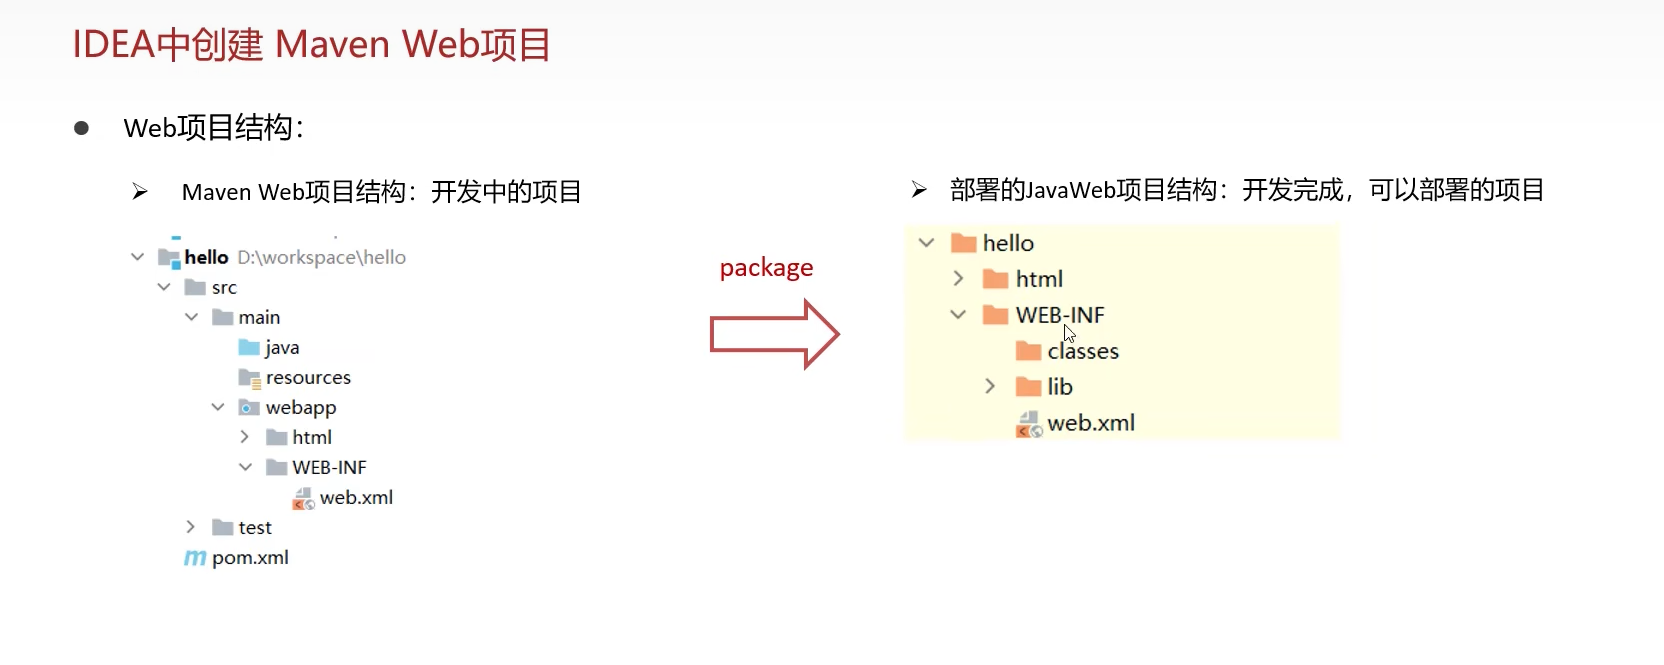 IDEA中创建 Maven Web项目
Web项目结构：
Maven Web项目结构：开发中的项目
hello D:\workspace\hello
src
main
java
resources
webapp
html
WEB-INF
web.xml
test
pom.xml
package
部署的JavaWeb项目结构：开发完成，可以部署的项目
hello
html
WEB-INF
classes
lib
web.xml